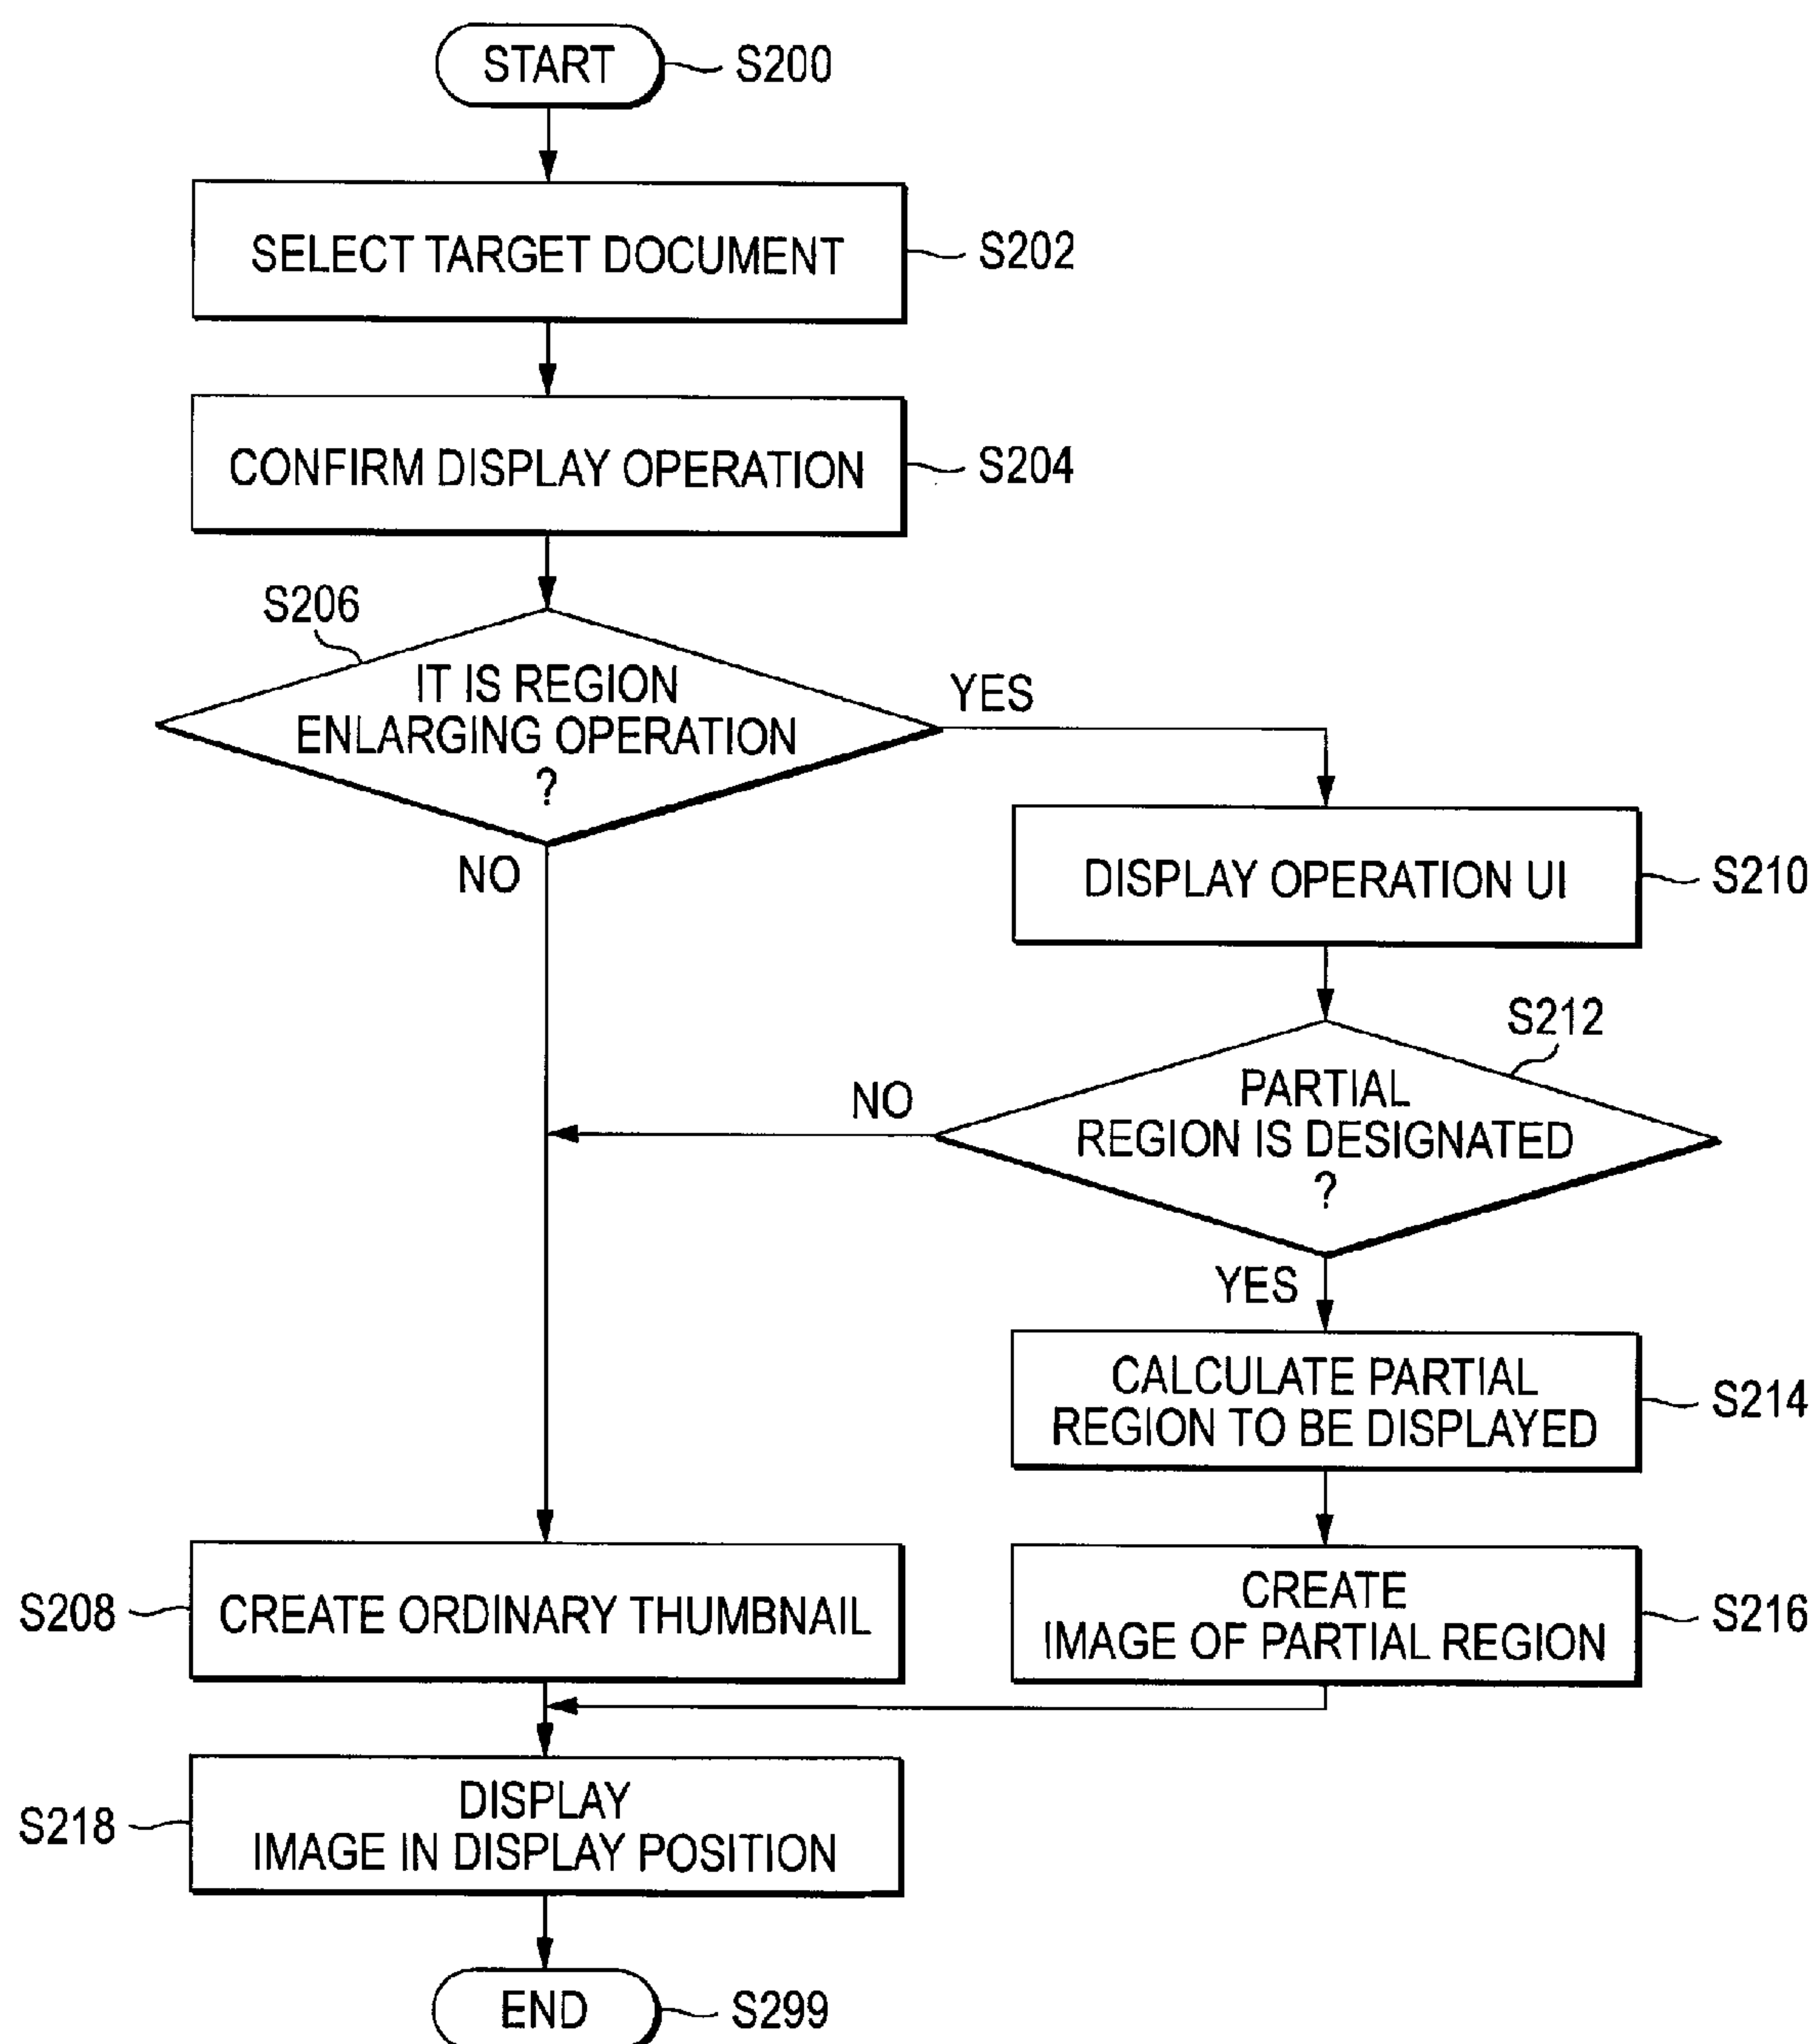 START
S200
SELECT TARGET DOCUMENT
S202
CONFIRM DISPLAY OPERATION
S204
S206
IT IS REGION
ENLARGING OPERATION
?
YES
NO
DISPLAY OPERATION UI
S210
S212
PARTIAL
REGION IS DESIGNATED
?
NO
YES
CALCULATE PARTIAL
REGION TO BE DISPLAYED
S214
S208
CREATE ORDINARY THUMBNAIL
CREATE
IMAGE OF PARTIAL REGION
S216
S218
DISPLAY
IMAGE IN DISPLAY POSITION
END
S299